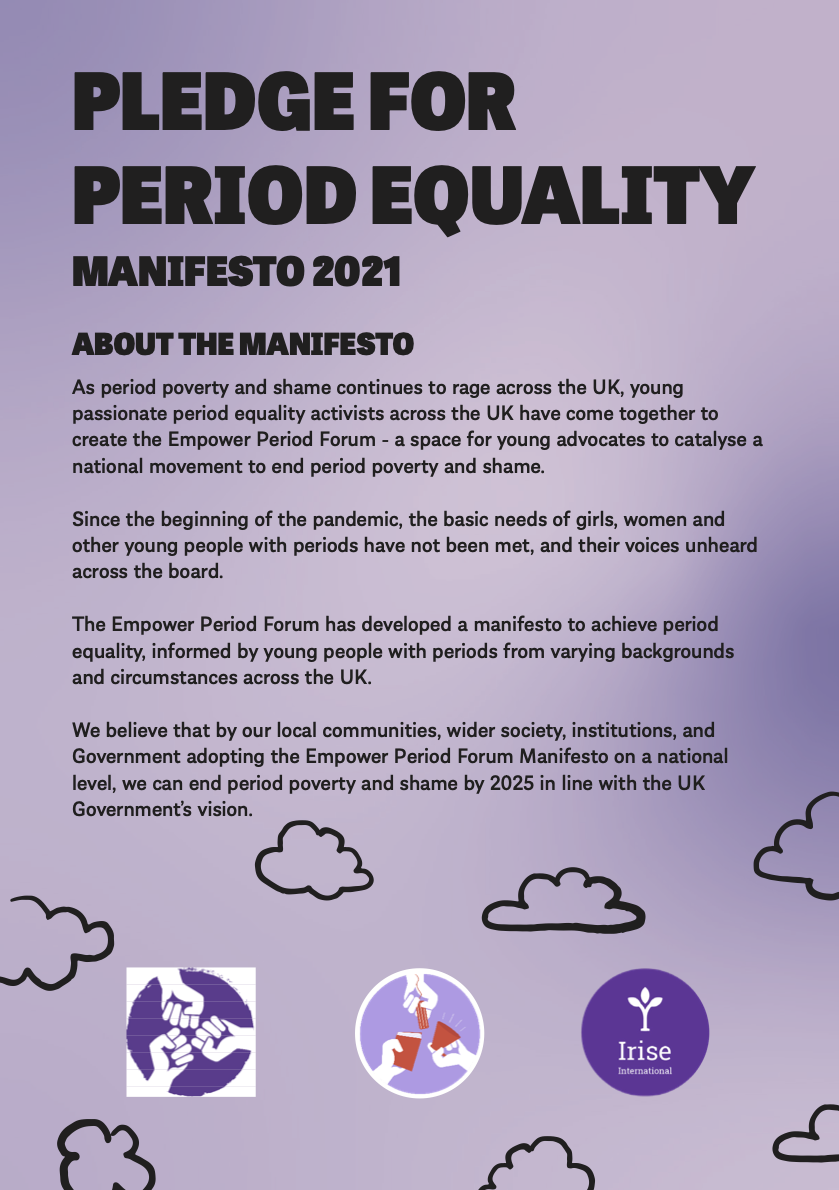 PLEDGE FOR
PERIOD EQUALITY
MANIFESTO 2021
ABOUT THE MANIFESTO
As period poverty and shame continues to rage across the UK, young
passionate period equality activists across the UK have come together to
create the Empower Period Forum - a space for young advocates to catalyse a
national movement to end period poverty and shame.
Since the beginning of the pandemic, the basic needs of girls, women and
other young people with periods have not been met, and their voices unheard
across the board.
The Empower Period Forum has developed a manifesto to achieve period
equality, informed by young people with periods from varying backgrounds
and circumstances across the UK.
We believe that by our local communities, wider society, institutions, and
Government adopting the Empower Period Forum Manifesto on a national
level, we can end period poverty and shame by 2025 in line with the UK
Government's vision.
Irise
International